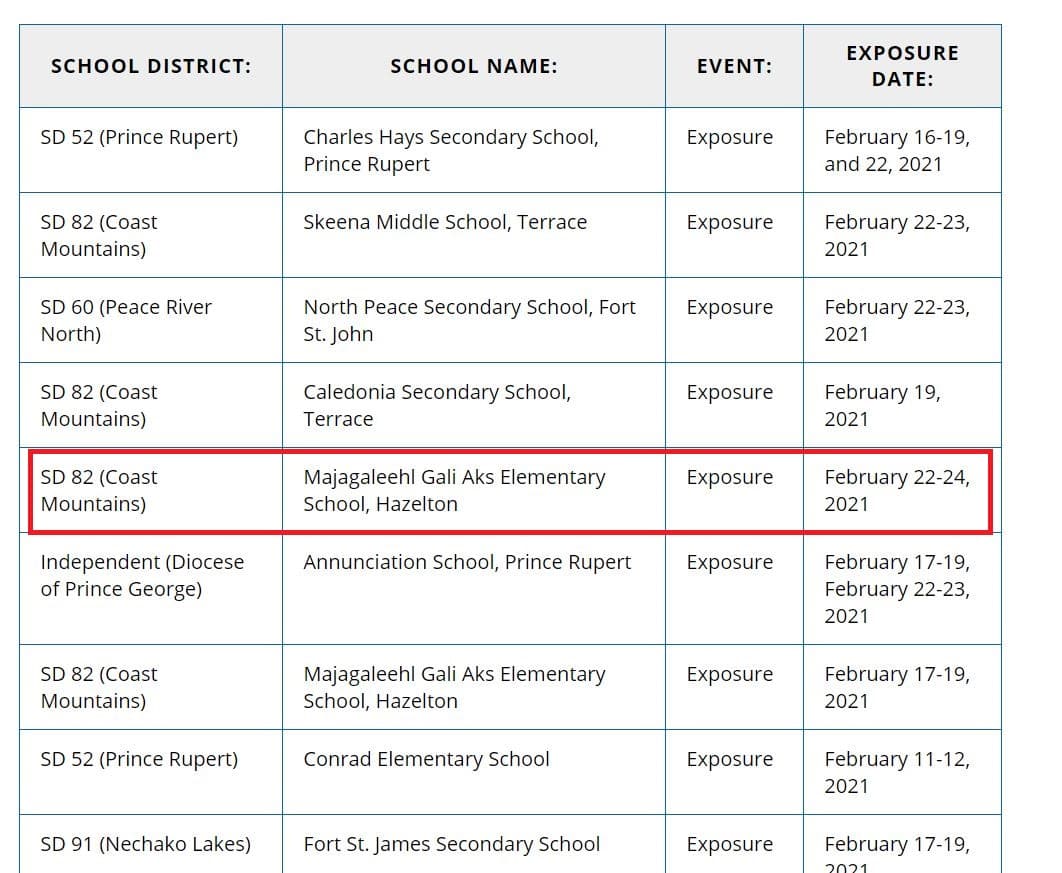 SCHOOL DISTRICT: SCHOOL NAME: EVENT: EXPOSURE DATE:
SD 52 (Prince Rupert) Charles Hays Secondary School, Exposure February 16-19,
Prince Rupert and 22, 2021
SD 82 (Coast Skeena Middle School, Terrace Exposure February 22-23,
Mountains) 2021
SD 60 (Peace River North Peace Secondary School, Fort Exposure February 22-23,
North) St. John 2021
SD 82 (Coast Caledonia Secondary School, Exposure February 19,
Mountains) Terrace 2021
SD 82 (Coast Majagaleehl Gali Aks Elementary Exposure February 22-24,
Mountains) School, Hazelton 2021
Independent (Diocese Annunciation School, Prince Rupert Exposure February 17-19,
of Prince George) February 22-23,
2021
SD 82 (Coast Majagaleehl Gali Aks Elementary Exposure February 17-19,
Mountains) School, Hazelton 2021
SD 52 (Prince Rupert) Conrad Elementary School Exposure February 11-12,
2021
SD 91 (Nechako Lakes) Fort St. James Secondary School Exposure February 17-19,
2021